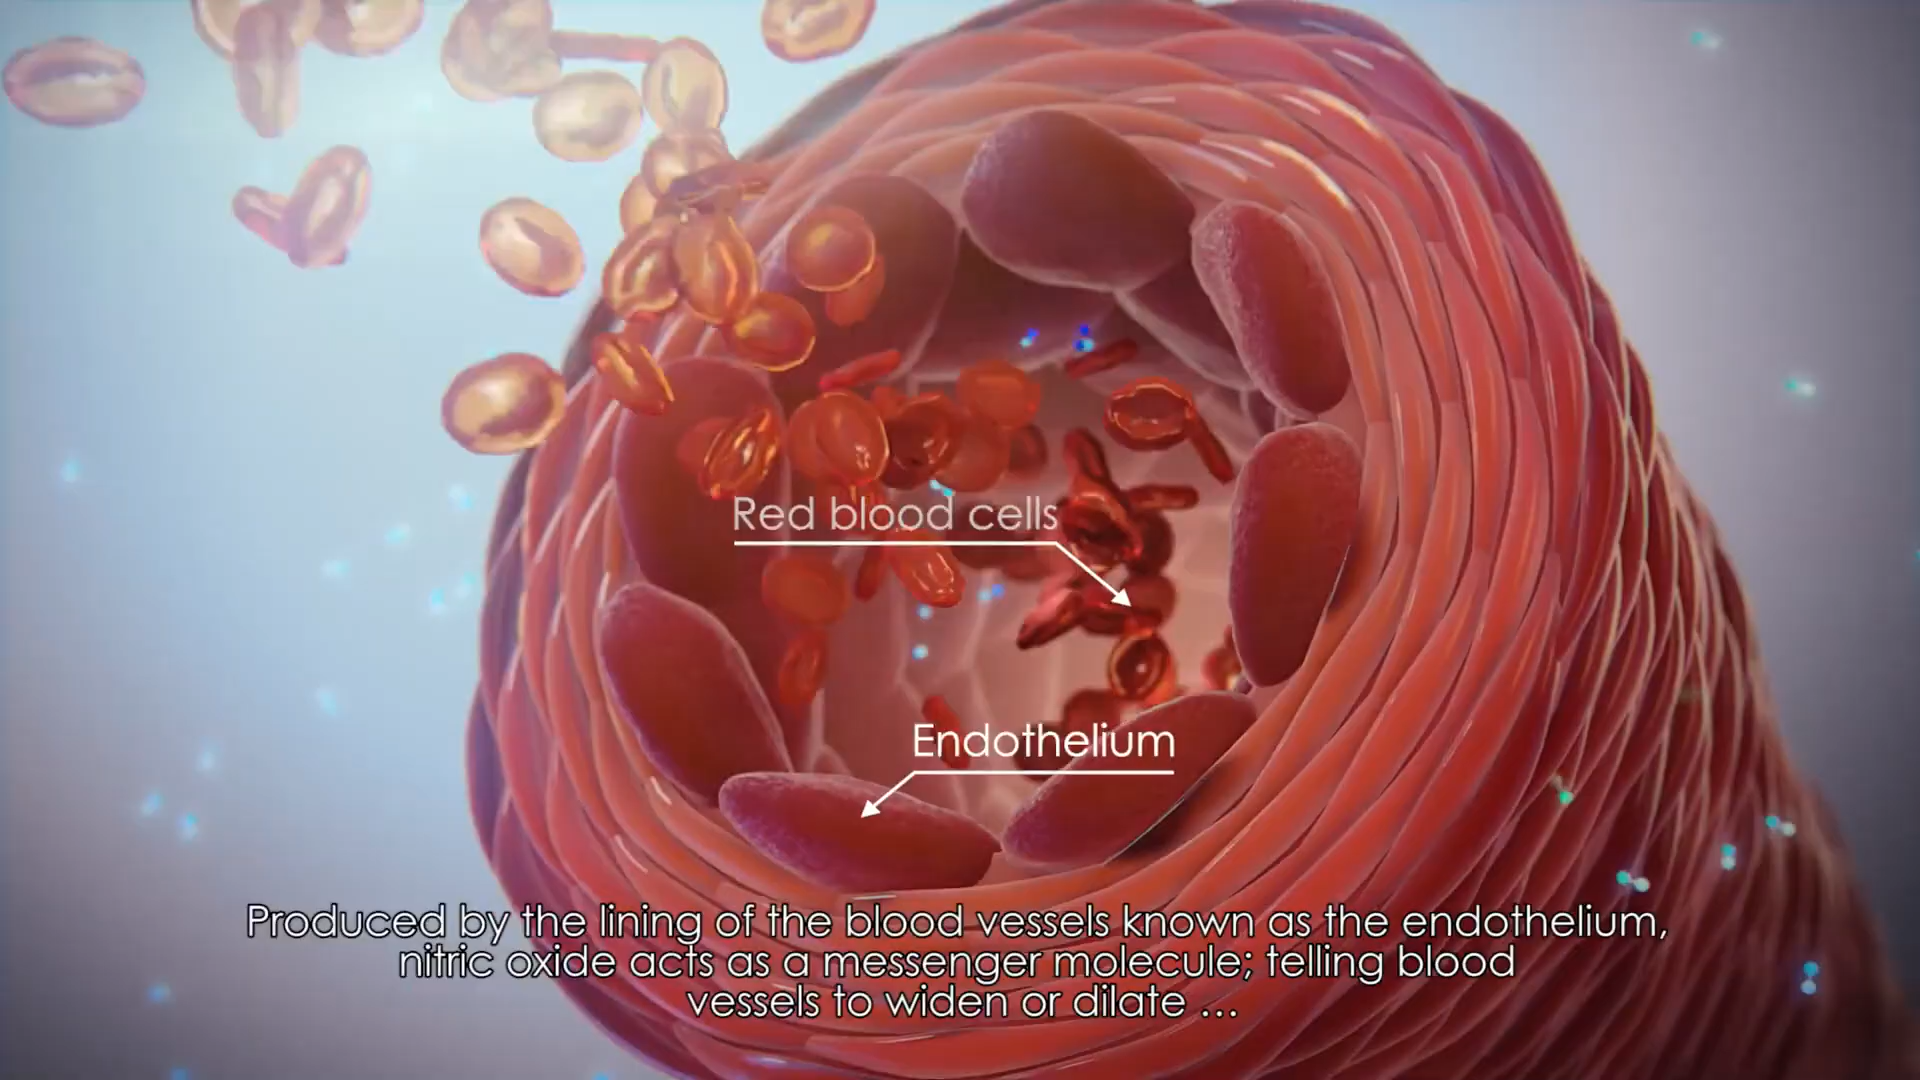 Red blood cells
Endothelium
Produced by the lining of the blood vessels known as the endothelium,
nitric oxide acts as a messenger molecule; telling blood
vessels to widen or dilate ...